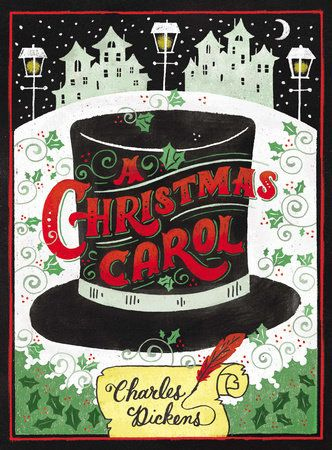 A
CHRISTMAS
CAROL
Charles
Dickens